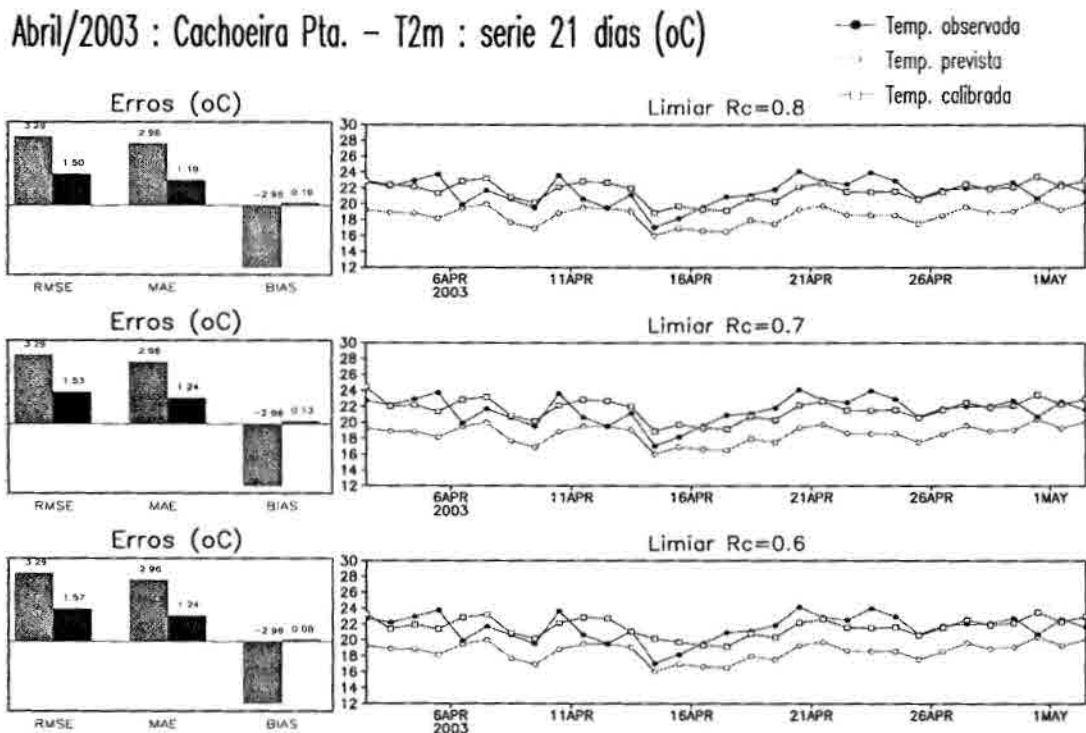 Abril/2003 : Cachoeira Pta. - T2m : serie 21 dias (oC)
Temp. observada
Temp. prevista
Temp. calibrada
Erros (oC)
3.29
1.50
2.98
1.19
-2.98
0.19
RMSE
MAE
BIAS
Limiar Rc=0.8
30
28
26
24
22
20
18
16
14
12
6APR
2003
11APR
16APR
21APR
26APR
1MAY
Erros (oC)
3.29
1.53
2.98
1.24
-2.98
0.13
RMSE
MAE
BIAS
Limiar Rc=0.7
30
28
26
24
22
20
18
16
14
12
6APR
2003
11APR
16APR
21APR
26APR
1MAY
Erros (oC)
3.29
1.57
2.96
1.24
-2.98
0.08
RMSE
MAE
BIAS
Limiar Rc=0.6
30
28
26
24
22
20
18
16
14
12
6APR
2003
11APR
16APR
21APR
26APR
1MAY